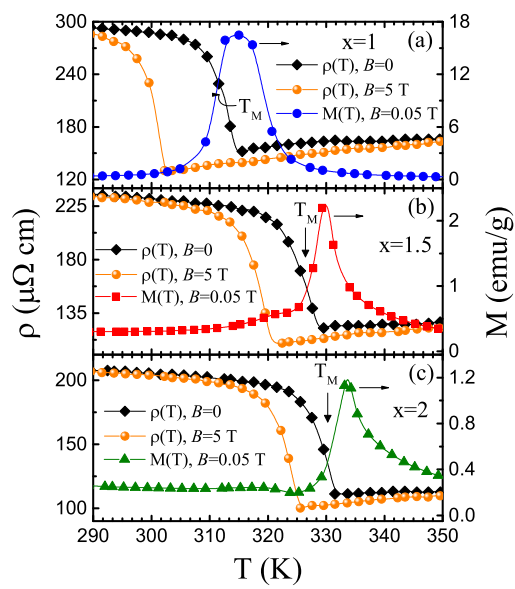 300
240
180
120
18
12
6
0
x=1
(a)
ρ(T), B=0
ρ(T), B=5 T
M(T), B=0.05 T
T_M
225
180
135
2
1
0
(b)
T_M
x=1.5
ρ(T), B=0
ρ(T), B=5 T
M(T), B=0.05 T
200
150
100
1.2
0.8
0.4
0.0
(c)
T_M
x=2
ρ(T), B=0
ρ(T), B=5 T
M(T), B=0.05 T
290 300 310 320 330 340 350
T (K)
ρ (μΩ cm)
M (emu/g)